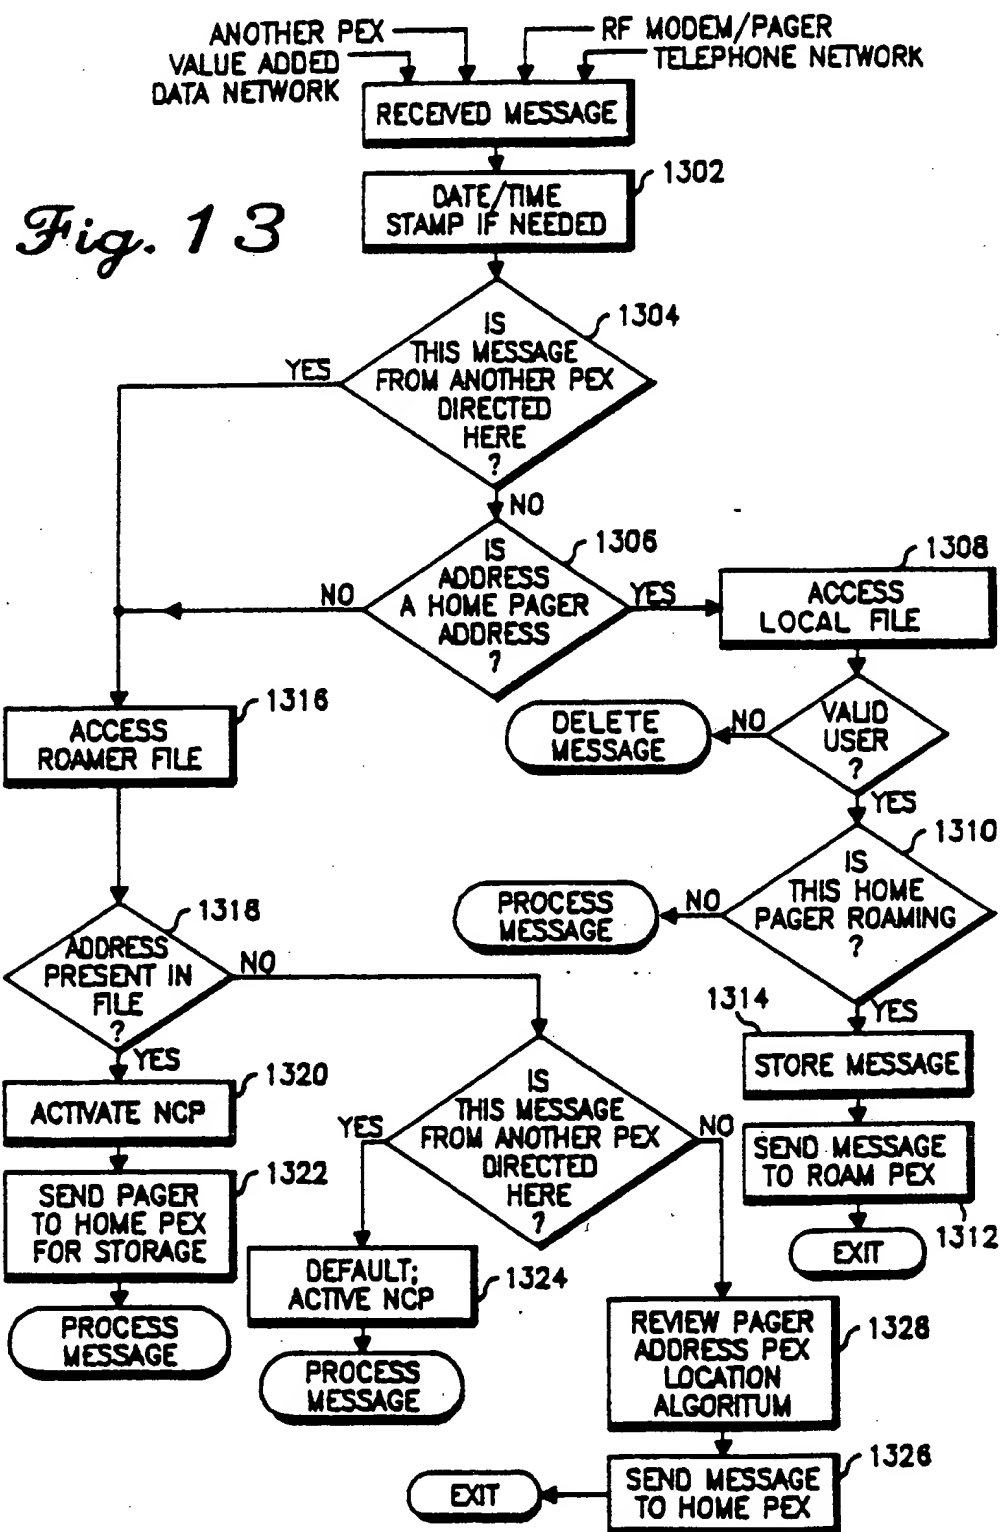 ANOTHER PEX
VALUE ADDED
DATA NETWORK
RF MODEM/PAGER
TELEPHONE NETWORK
RECEIVED MESSAGE
1302
DATE/TIME
STAMP IF NEEDED
Fig. 13
1304
IS
THIS MESSAGE
FROM ANOTHER PEX
DIRECTED
HERE
?
YES
NO
1306
IS
ADDRESS
A HOME PAGER
ADDRESS
?
NO
YES
1308
ACCESS
LOCAL FILE
1316
ACCESS
ROAMER FILE
DELETE
MESSAGE
NO
VALID
USER
?
YES
1310
IS
THIS HOME
PAGER ROAMING
?
NO
PROCESS
MESSAGE
YES
1318
ADDRESS
PRESENT IN
FILE
?
NO
YES
1314
STORE MESSAGE
1320
ACTIVATE NCP
IS
THIS MESSAGE
FROM ANOTHER PEX
DIRECTED
HERE
?
YES
NO
SEND MESSAGE
TO ROAM PEX
1312
EXIT
1322
SEND PAGER
TO HOME PEX
FOR STORAGE
PROCESS
MESSAGE
DEFAULT;
ACTIVE NCP
1324
PROCESS
MESSAGE
REVIEW PAGER
ADDRESS PEX
LOCATION
ALGORITUM
1328
SEND MESSAGE
TO HOME PEX
1326
EXIT